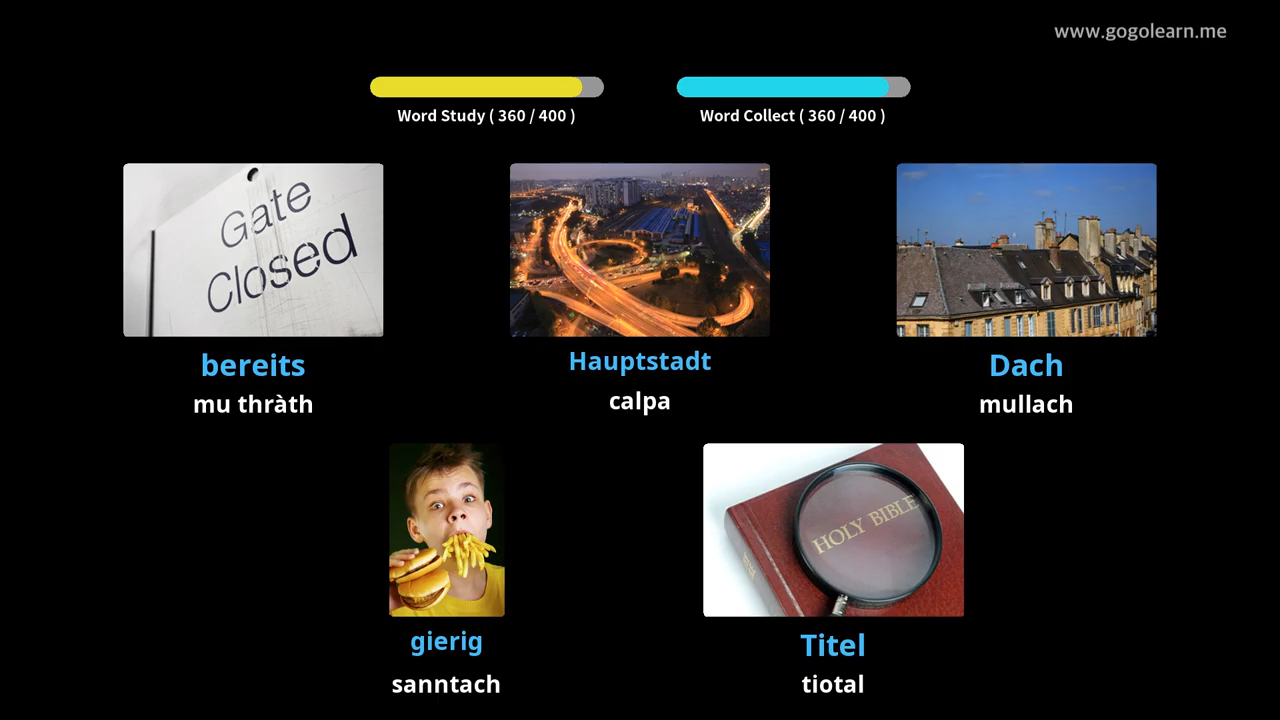 www.gogolearn.me
Word Study ( 360 / 400 )
Word Collect ( 360 / 400 )
Gate
Closed
bereits
mu thràth
Hauptstadt
calpa
Dach
mullach
HOLY BIBLE
gierig
sanntach
Titel
tiotal